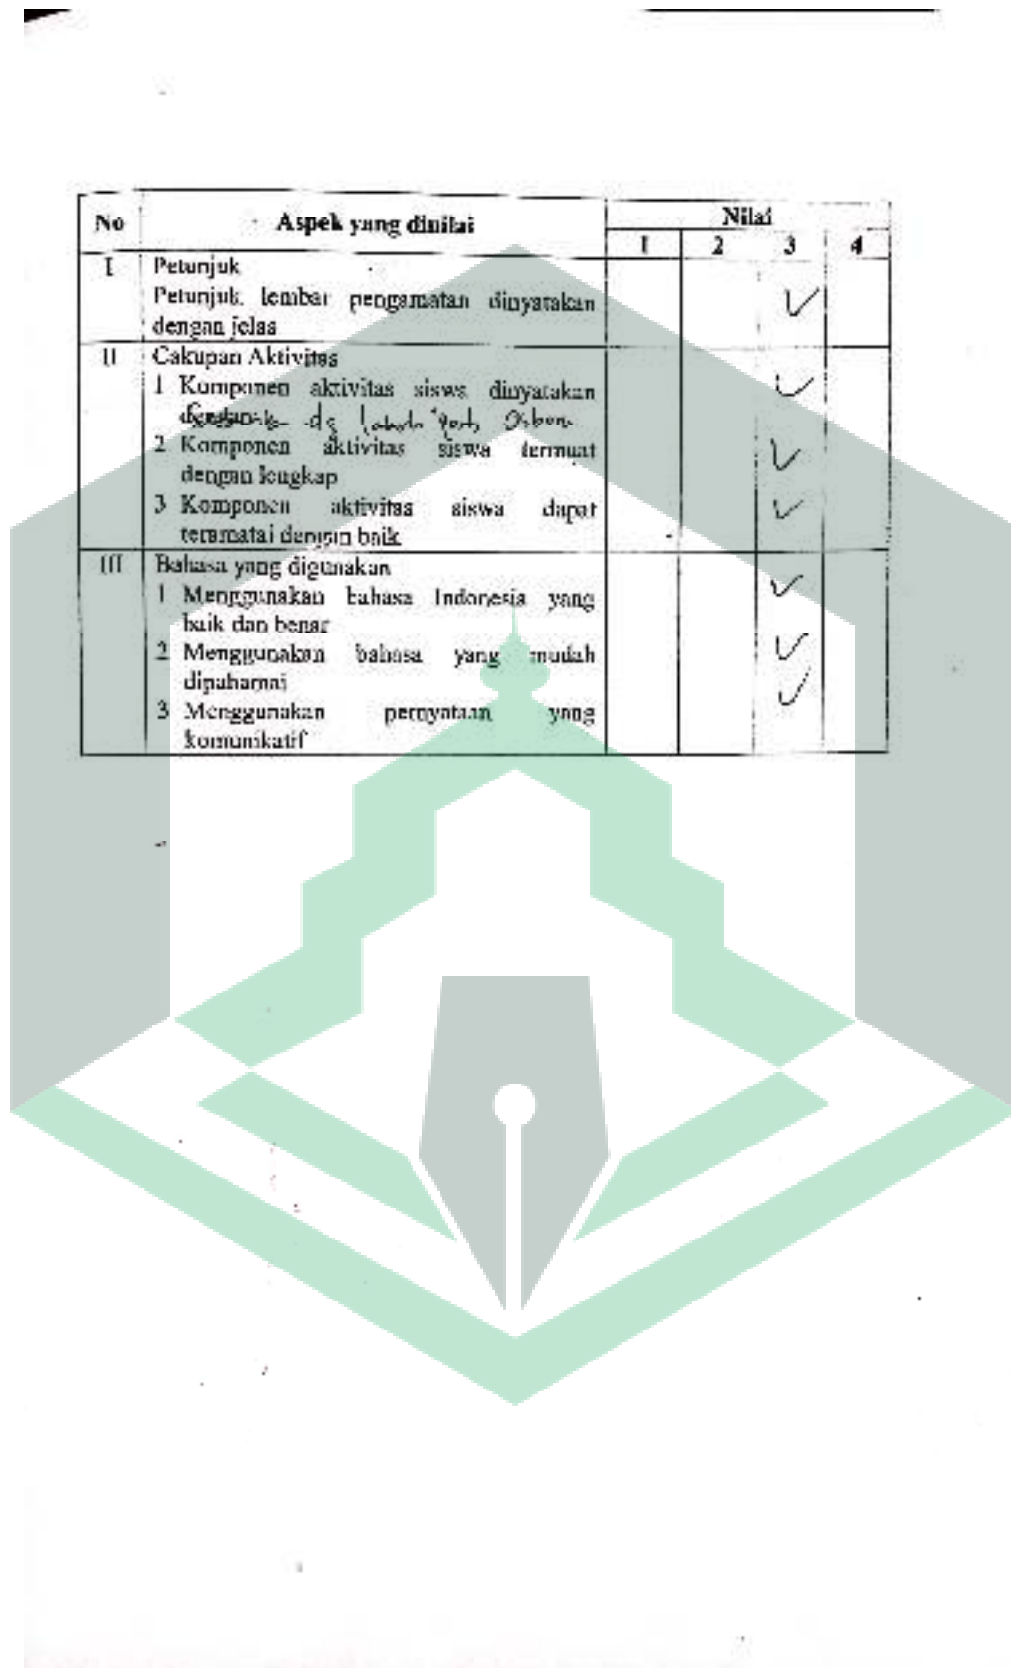 No Aspek yang dinilai Nilai
1 2 3 4
I Petunjuk
Petunjuk lembar pengamatan dinyatakan
dengan jelas
II Cakupan Aktivitas
1 Komponen aktivitas siswa dinyatakan
dengan
2 Komponen aktivitas siswa termuat
dengan lengkap
3 Komponen aktivitas siswa dapat
teramatai dengan baik
III Bahasa yang digunakan
1 Menggunakan bahasa Indonesia yang
baik dan benar
2 Menggunakan bahasa yang mudah
dipahamai
3 Menggunakan pernyataan yang
komunikatif